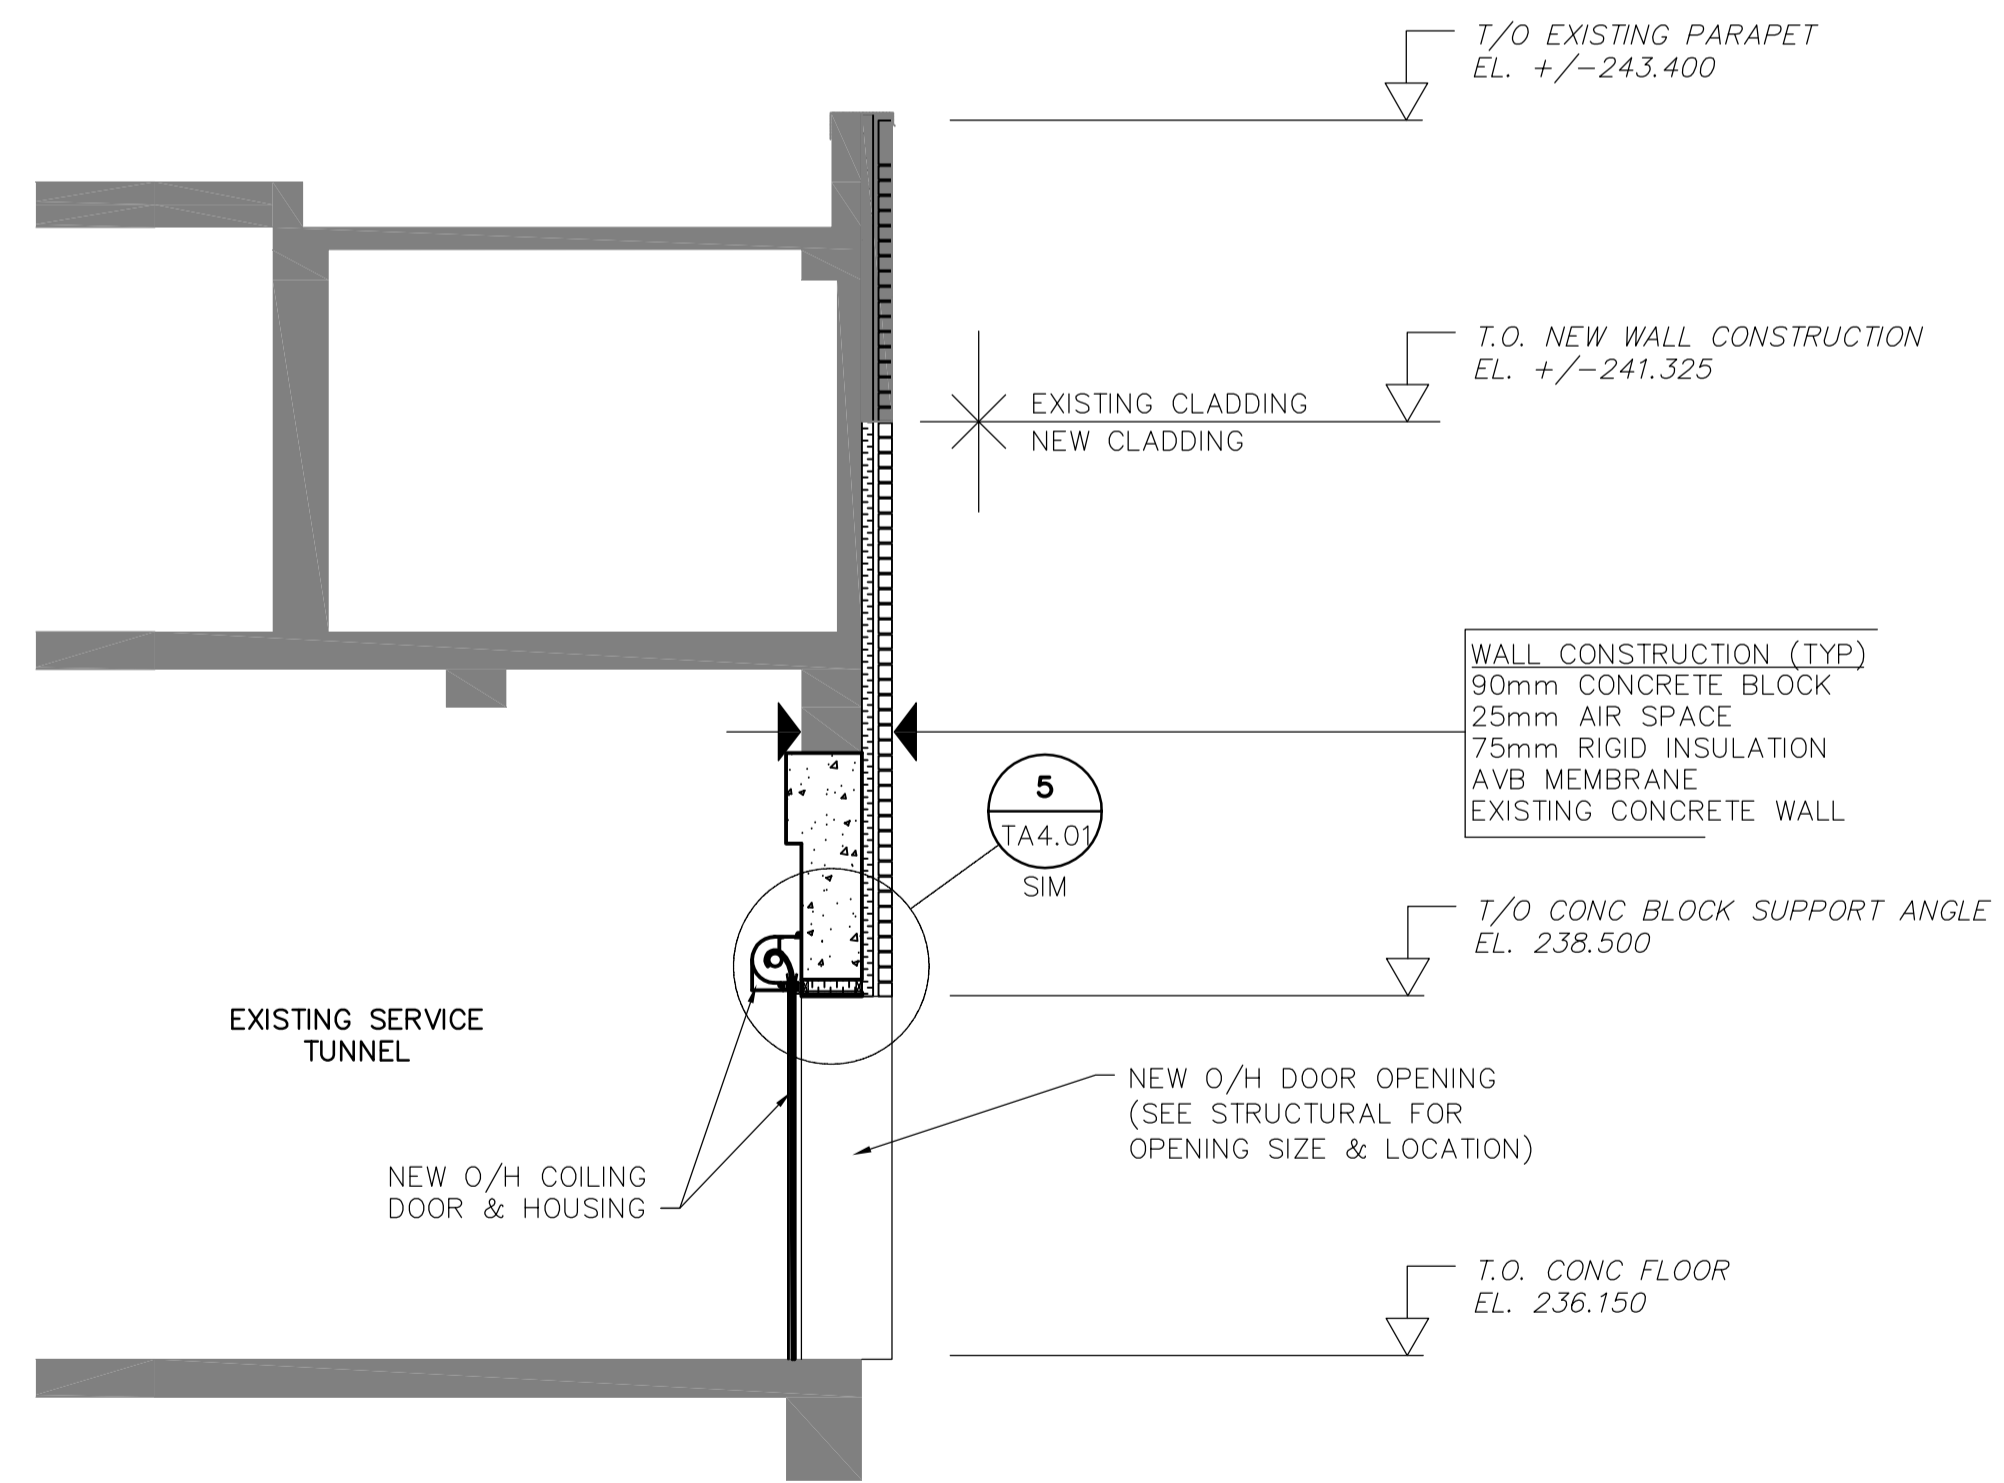 T/O EXISTING PARAPET
EL. +/-243.400
T.O. NEW WALL CONSTRUCTION
EL. +/-241.325
EXISTING CLADDING
NEW CLADDING
WALL CONSTRUCTION (TYP)
90mm CONCRETE BLOCK
25mm AIR SPACE
75mm RIGID INSULATION
AVB MEMBRANE
EXISTING CONCRETE WALL
5
TA4.01
SIM
T/O CONC BLOCK SUPPORT ANGLE
EL. 238.500
EXISTING SERVICE
TUNNEL
NEW O/H DOOR OPENING
(SEE STRUCTURAL FOR
OPENING SIZE & LOCATION)
NEW O/H COILING
DOOR & HOUSING
T.O. CONC FLOOR
EL. 236.150